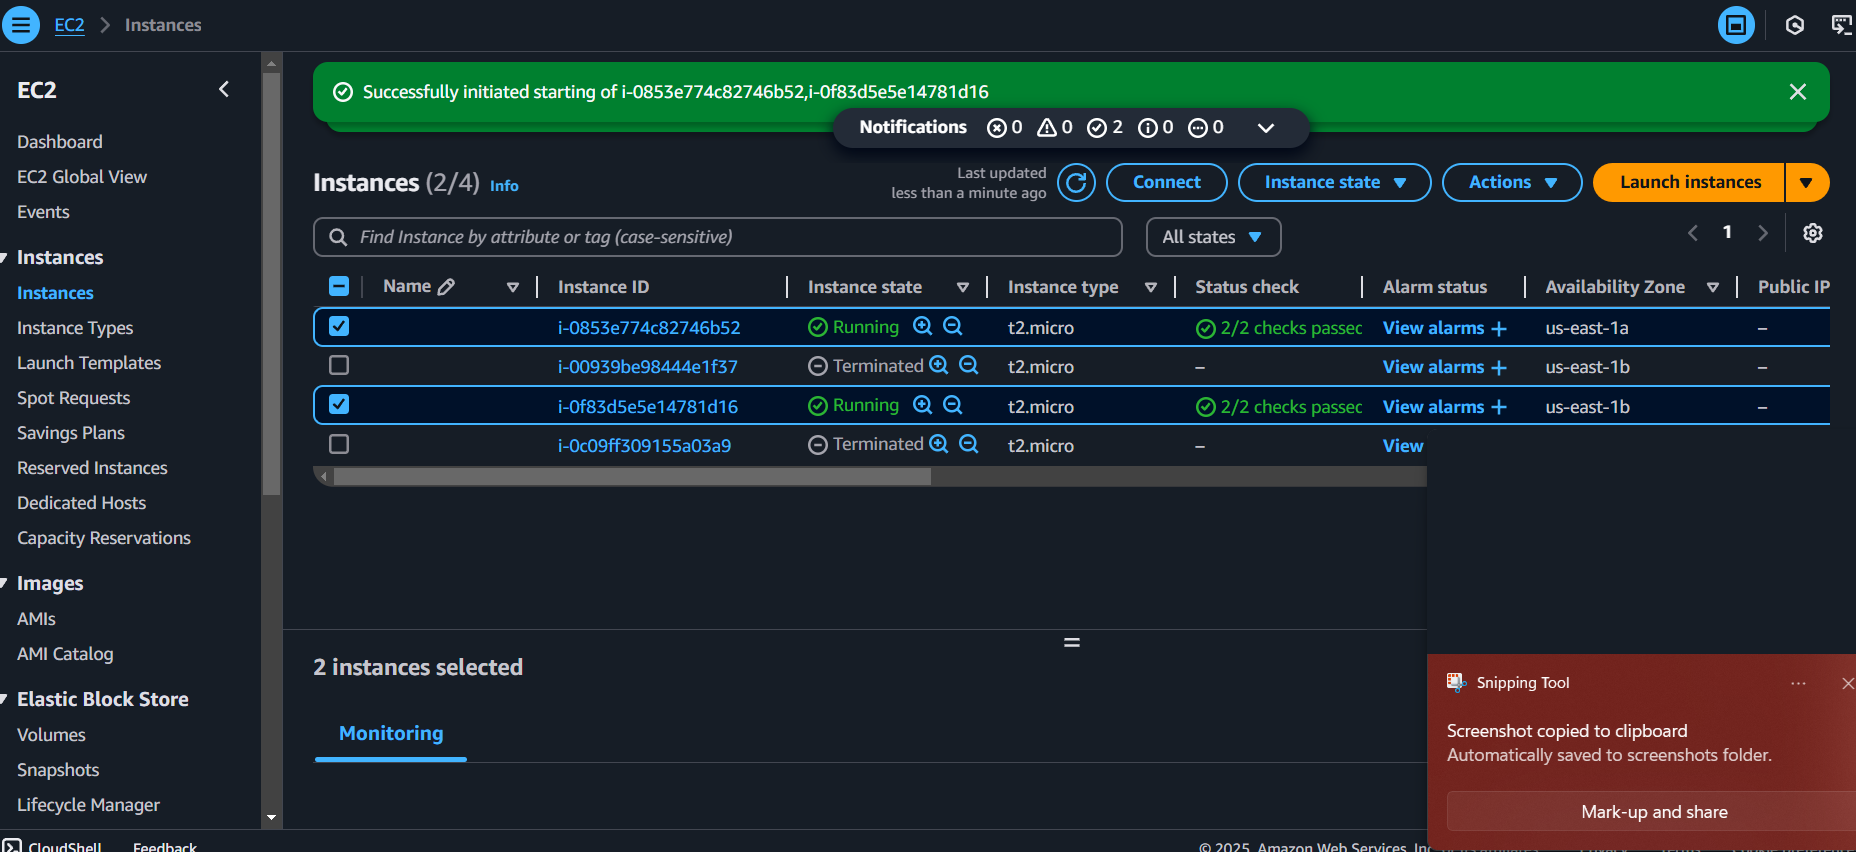 EC2 Instances
EC2
Dashboard
EC2 Global View
Events
Instances
Instances
Instance Types
Launch Templates
Spot Requests
Savings Plans
Reserved Instances
Dedicated Hosts
Capacity Reservations
Images
AMIs
AMI Catalog
Elastic Block Store
Volumes
Snapshots
Lifecycle Manager
Successfully initiated starting of i-0853e774c82746b52,i-0f83d5e5e14781d16
Notifications 0 0 2 0 0
Instances (2/4) Info
Last updated
less than a minute ago
Connect Instance state Actions Launch instances
Find Instance by attribute or tag (case-sensitive) All states 1
Name Instance ID Instance state Instance type Status check Alarm status Availability Zone Public IP
i-0853e774c82746b52 Running t2.micro 2/2 checks passec View alarms + us-east-1a –
i-00939be98444e1f37 Terminated t2.micro – View alarms + us-east-1b –
i-0f83d5e5e14781d16 Running t2.micro 2/2 checks passec View alarms + us-east-1b –
i-0c09ff309155a03a9 Terminated t2.micro – View
2 instances selected
Monitoring
Snipping Tool
Screenshot copied to clipboard
Automatically saved to screenshots folder.
Mark-up and share
CloudShell Feedback © 2025, Amazon Web Services, Inc.